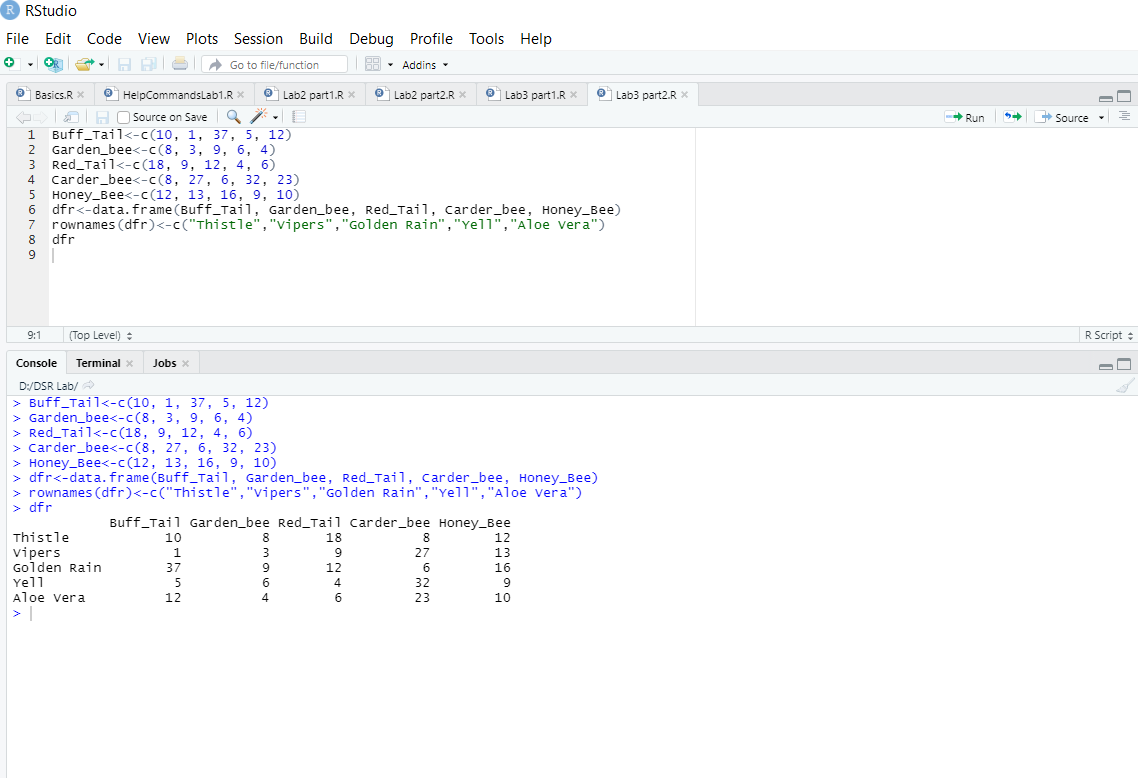 RStudio
File Edit Code View Plots Session Build Debug Profile Tools Help
Go to file/function Addins
Basics.R HelpCommandsLab1.R Lab2 part1.R Lab2 part2.R Lab3 part1.R Lab3 part2.R
Source on Save Run Source
1 Buff_Tail<-c(10, 1, 37, 5, 12)
2 Garden_bee<-c(8, 3, 9, 6, 4)
3 Red_Tail<-c(18, 9, 12, 4, 6)
4 Carder_bee<-c(8, 27, 6, 32, 23)
5 Honey_Bee<-c(12, 13, 16, 9, 10)
6 dfr<-data.frame(Buff_Tail, Garden_bee, Red_Tail, Carder_bee, Honey_Bee)
7 rownames(dfr)<-c("Thistle","Vipers","Golden Rain","Yell","Aloe Vera")
8 dfr
9
9:1 (Top Level) R Script
Console Terminal Jobs
D:/DSR Lab/
> Buff_Tail<-c(10, 1, 37, 5, 12)
> Garden_bee<-c(8, 3, 9, 6, 4)
> Red_Tail<-c(18, 9, 12, 4, 6)
> Carder_bee<-c(8, 27, 6, 32, 23)
> Honey_Bee<-c(12, 13, 16, 9, 10)
> dfr<-data.frame(Buff_Tail, Garden_bee, Red_Tail, Carder_bee, Honey_Bee)
> rownames(dfr)<-c("Thistle","Vipers","Golden Rain","Yell","Aloe Vera")
> dfr
Buff_Tail Garden_bee Red_Tail Carder_bee Honey_Bee
Thistle 10 8 18 8 12
Vipers 1 3 9 27 13
Golden Rain 37 9 12 6 16
Yell 5 6 4 32 9
Aloe Vera 12 4 6 23 10
>